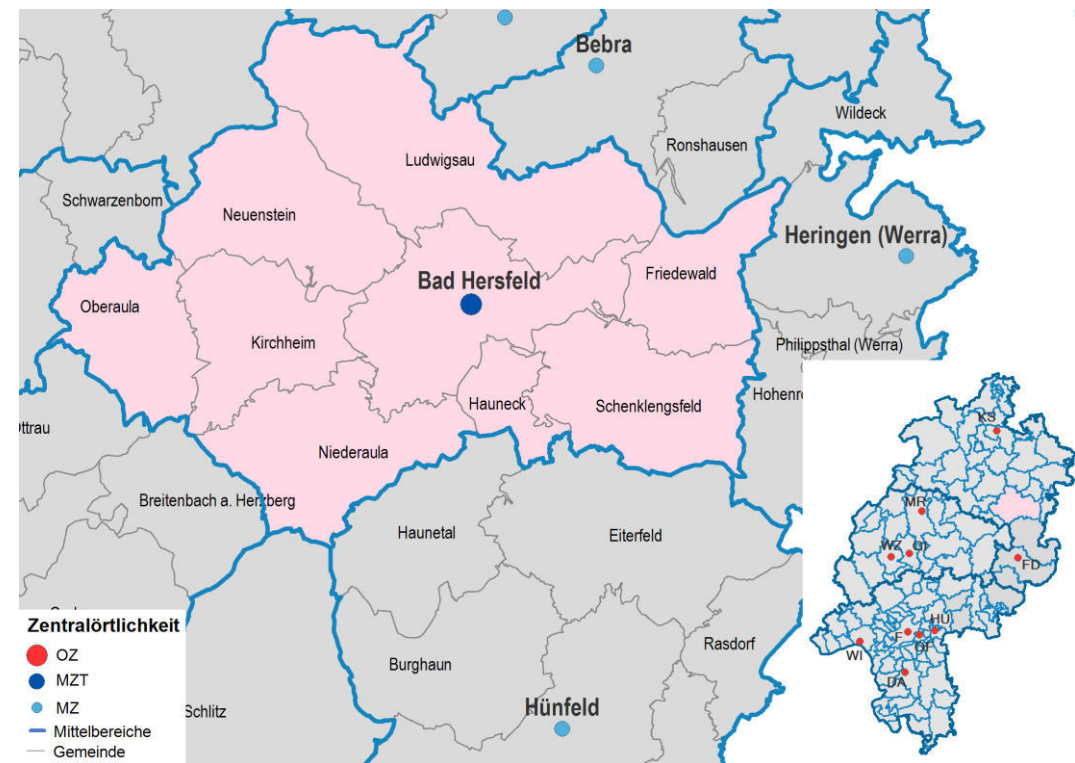 Bebra
Wildeck
Ronshausen
Ludwigsau
Schwarzenborn
Neuenstein
Heringen (Werra)
Friedewald
Bad Hersfeld
Oberaula
Kirchheim
Philippsthal (Werra)
Hauneck
Schenklengsfeld
Niederaula
Breitenbach a. Herzberg
Haunetal
Eiterfeld
Rasdorf
Burghaun
Hünfeld
Schlitz
Zentralörtlichkeit
OZ
MZT
MZ
Mittelbereiche
Gemeinde
KS
MR
WZ
GI
FD
HU
F
OF
WI
DA